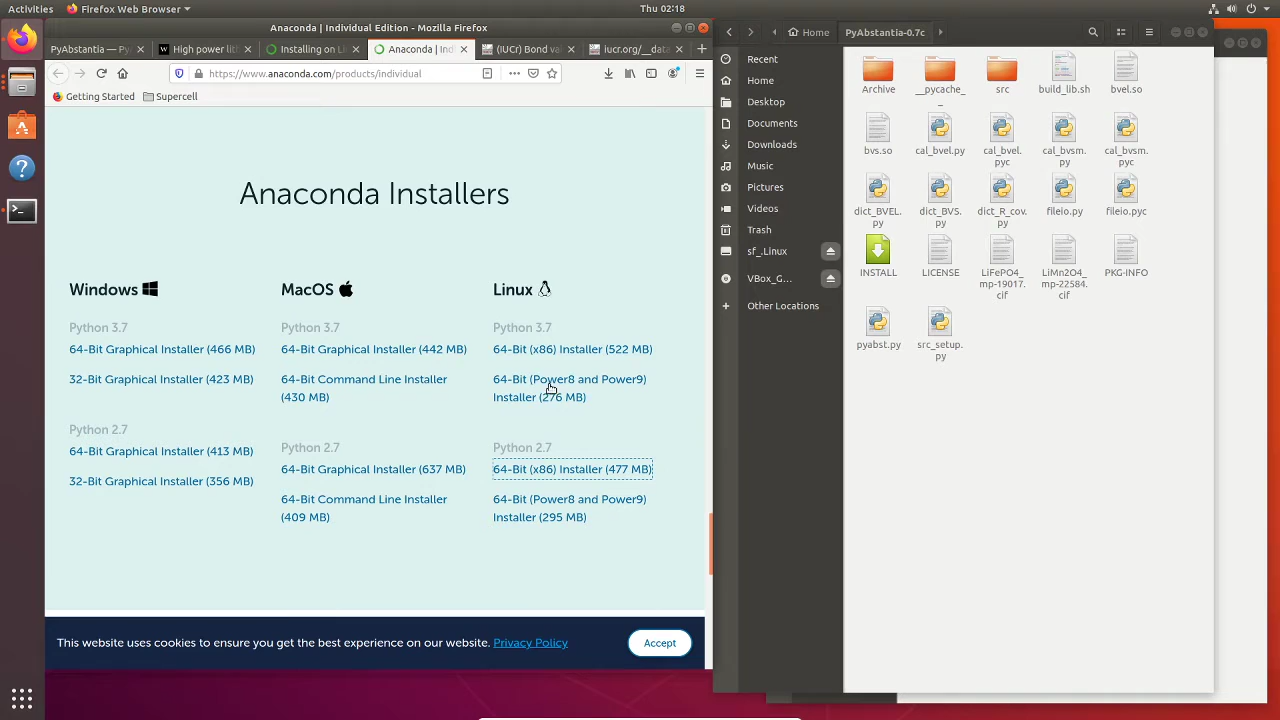 Activities
Firefox Web Browser
Thu 02:18
Anaconda | Individual Edition - Mozilla Firefox
PyAbstantia — Py
High power lith
Installing on Li
Anaconda | Ind
(IUCr) Bond va
iucr.org/__data
https://www.anaconda.com/products/individual
Getting Started
Supercell
Anaconda Installers
Windows
MacOS
Linux
Python 3.7
Python 3.7
Python 3.7
64-Bit Graphical Installer (466 MB)
64-Bit Graphical Installer (442 MB)
64-Bit (x86) Installer (522 MB)
32-Bit Graphical Installer (423 MB)
64-Bit Command Line Installer
(430 MB)
64-Bit (Power8 and Power9)
Installer (276 MB)
Python 2.7
Python 2.7
Python 2.7
64-Bit Graphical Installer (413 MB)
64-Bit Graphical Installer (637 MB)
64-Bit (x86) Installer (477 MB)
32-Bit Graphical Installer (356 MB)
64-Bit Command Line Installer
(409 MB)
64-Bit (Power8 and Power9)
Installer (295 MB)
This website uses cookies to ensure you get the best experience on our website. Privacy Policy
Accept
Home
PyAbstantia-0.7c
Recent
Home
Desktop
Documents
Downloads
Music
Pictures
Videos
Trash
sf_.Linux
VBox_G...
Other Locations
Archive
__pycache_
_
src
build_lib.sh
bvel.so
bvs.so
cal_bvel.py
cal_bvel.
pyc
cal_bvsm.
py
cal_bvsm.
pyc
dict_BVEL.
py
dict_BVS.
py
dict_R_cov.
py
fileio.py
fileio.pyc
INSTALL
LICENSE
LiFePO4_
mp-19017.
cif
LiMn2O4_
mp-22584.
cif
PKG-INFO
pyabst.py
src_setup.
py